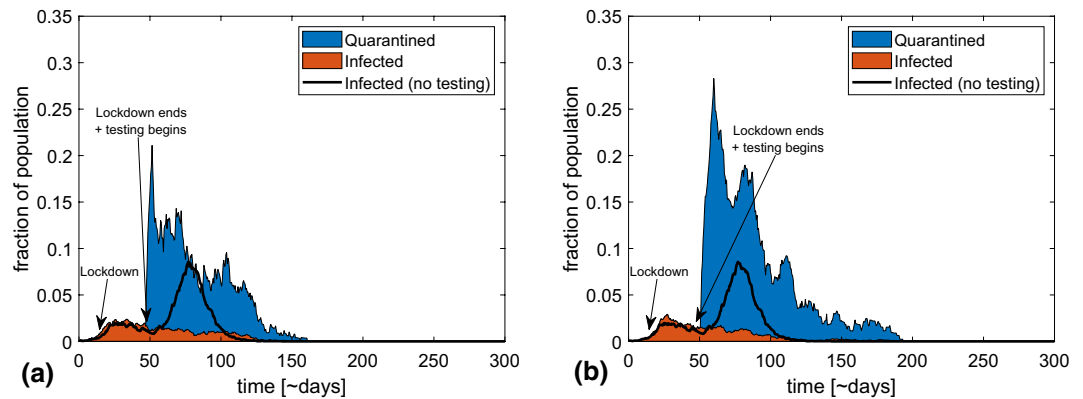 0.35
0.3
0.25
0.2
0.15
0.1
0.05
0
fraction of population
Quarantined
Infected
Infected (no testing)
Lockdown ends
+ testing begins
Lockdown
0 50 100 150 200 250 300
time [~days]
(a)
0.35
0.3
0.25
0.2
0.15
0.1
0.05
0
fraction of population
Quarantined
Infected
Infected (no testing)
Lockdown ends
+ testing begins
Lockdown
0 50 100 150 200 250 300
time [~days]
(b)